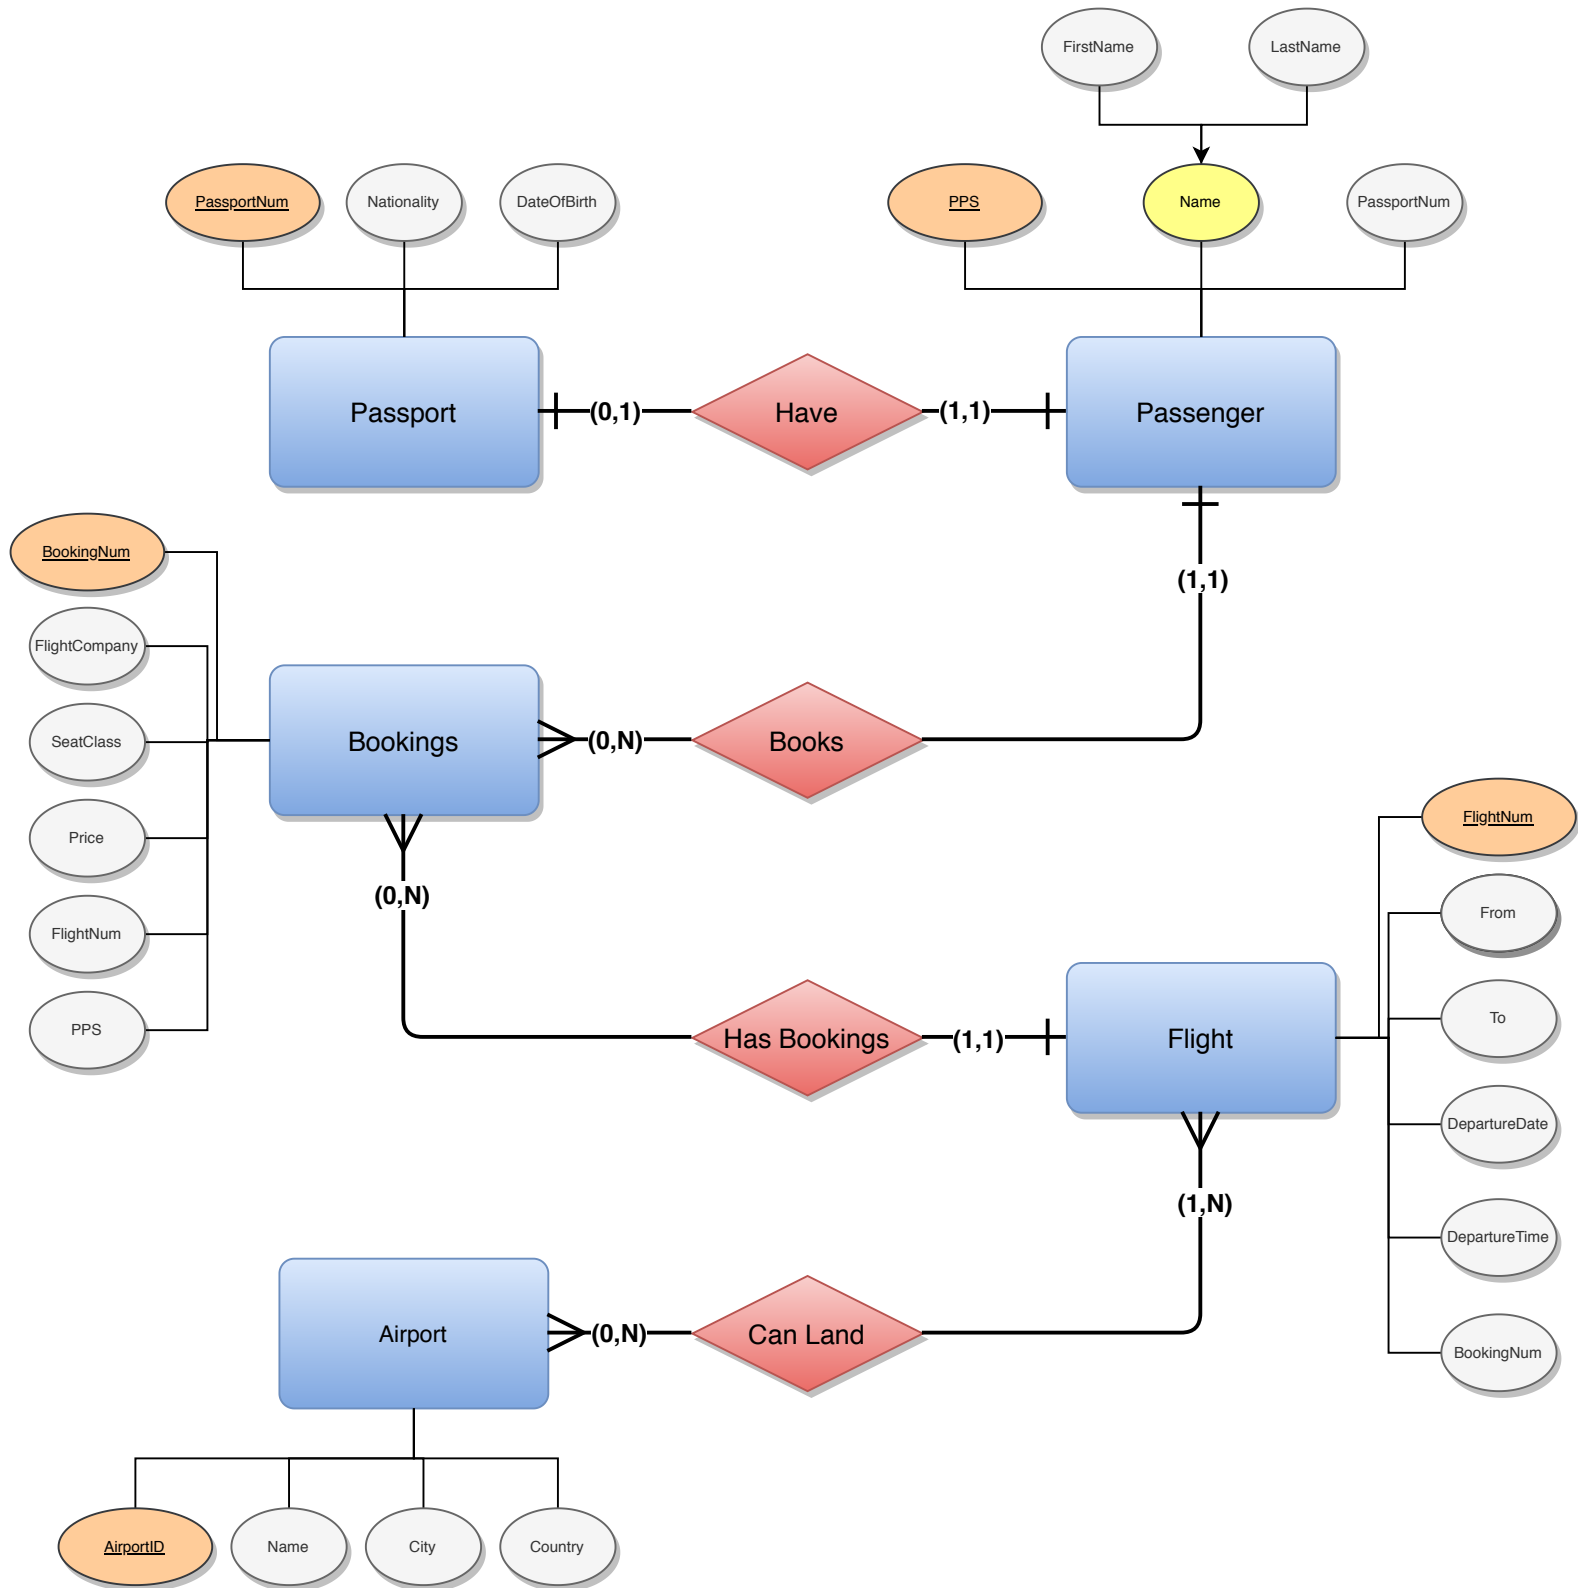 FirstName
LastName
PassportNum
Nationality
DateOfBirth
PPS
Name
PassportNum
Passport
(0,1)
Have
(1,1)
Passenger
BookingNum
(1,1)
FlightCompany
SeatClass
Bookings
(0,N)
Books
Price
FlightNum
(0,N)
From
FlightNum
PPS
To
Has Bookings
(1,1)
Flight
DepartureDate
(1,N)
DepartureTime
Airport
(0,N)
Can Land
BookingNum
AirportID
Name
City
Country